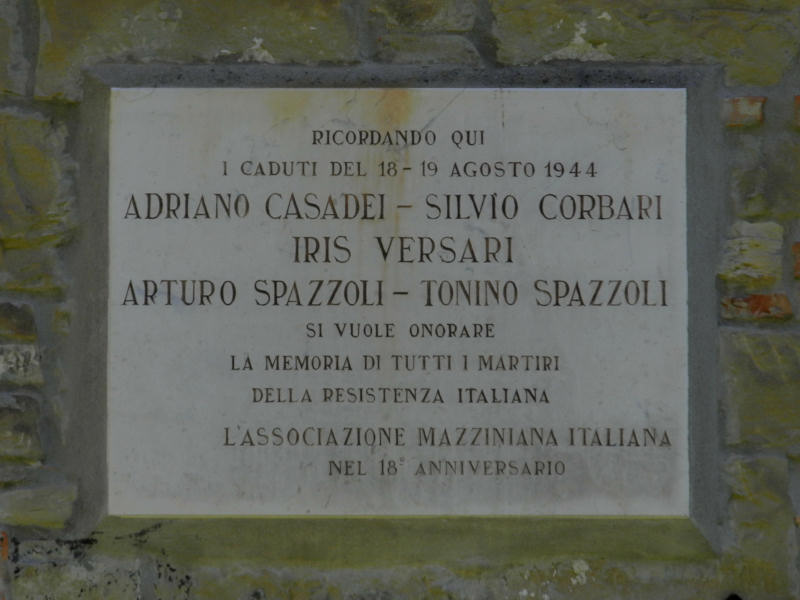 RICORDANDO QUI
I CADUTI DEL 18-19 AGOSTO 1944
ADRIANO CASADEI - SILVIO CORBARI
IRIS VERSARI
ARTURO SPAZZOLI - TONINO SPAZZOLI
SI VUOLE ONORARE
LA MEMORIA DI TUTTI I MARTIRI
DELLA RESISTENZA ITALIANA
L'ASSOCIAZIONE MAZZINIANA ITALIANA
NEL 18° ANNIVERSARIO